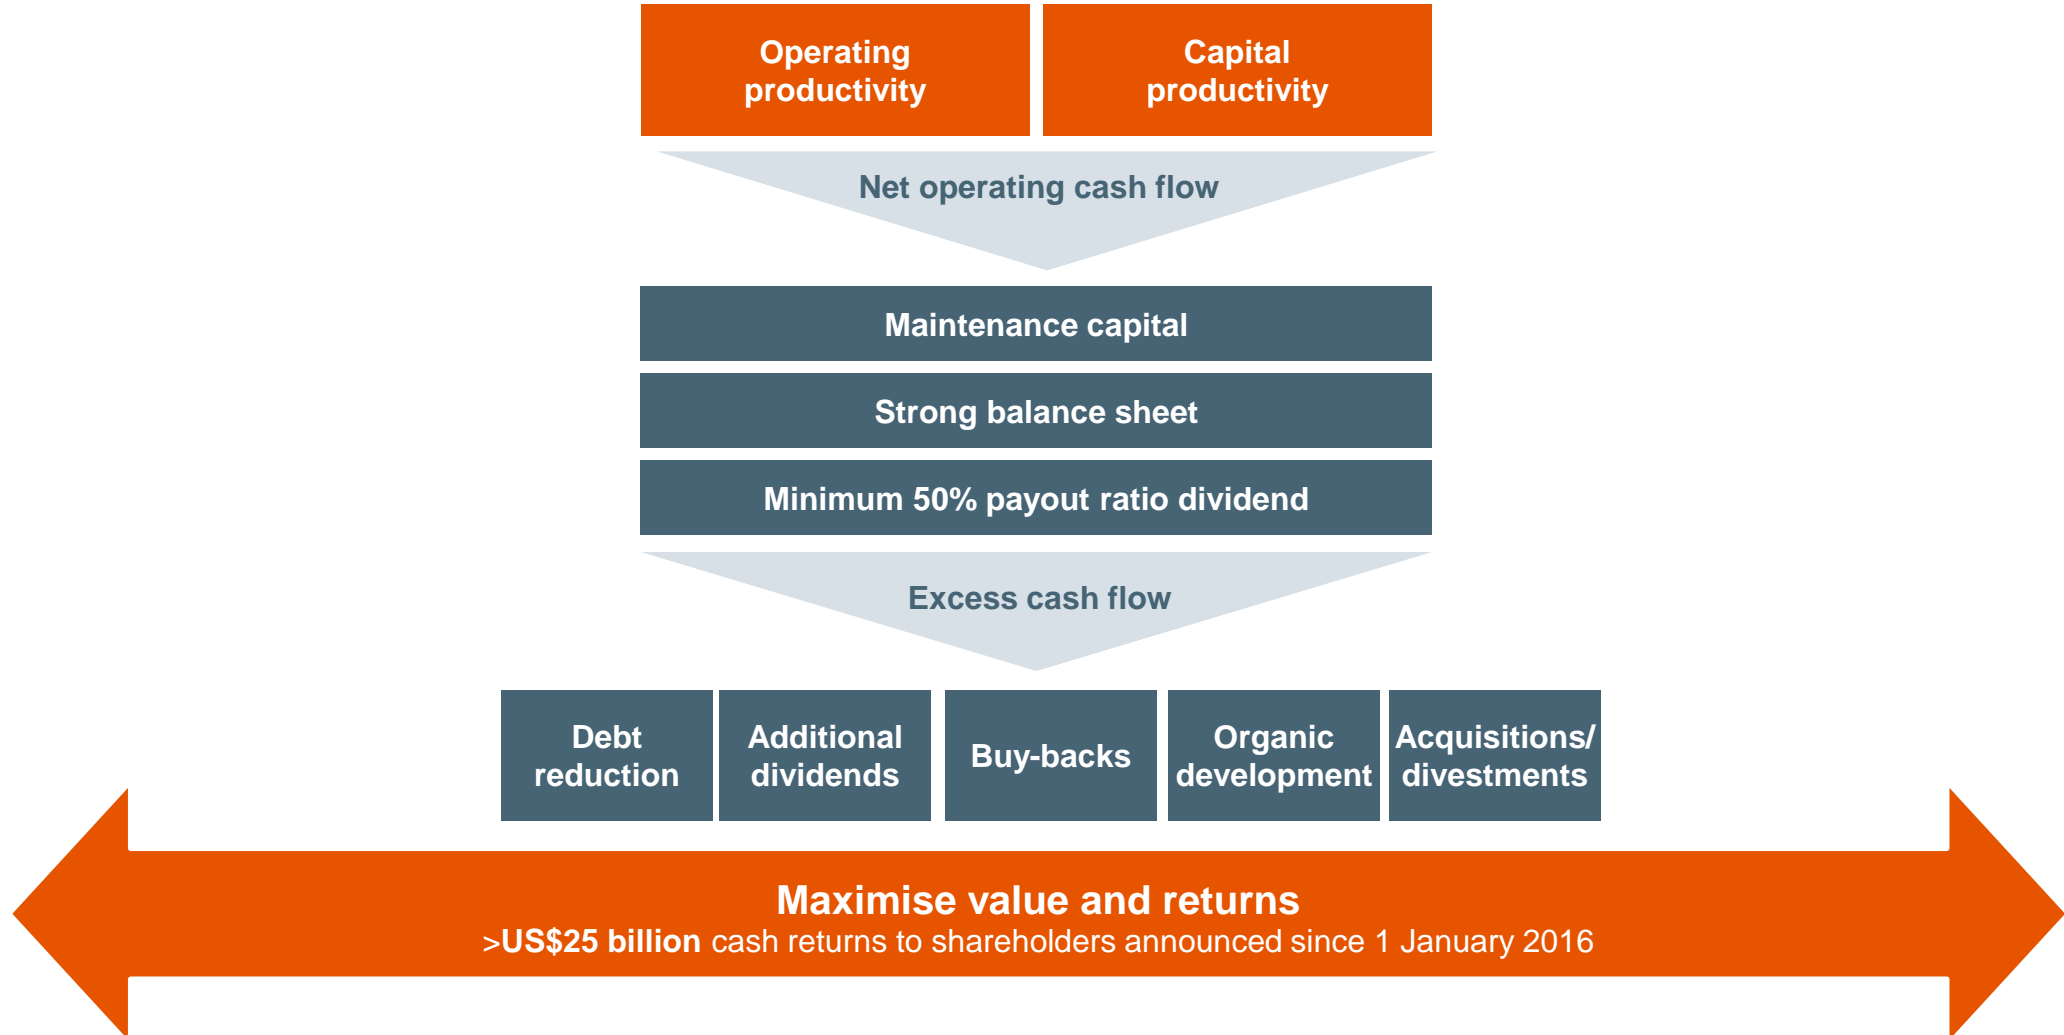 Operating
productivity
Capital
productivity
Net operating cash flow
Maintenance capital
Strong balance sheet
Minimum 50% payout ratio dividend
Excess cash flow
Debt
reduction
Additional
dividends
Buy-backs
Organic
development
Acquisitions/
divestments
Maximise value and returns
>US$25 billion cash returns to shareholders announced since 1 January 2016